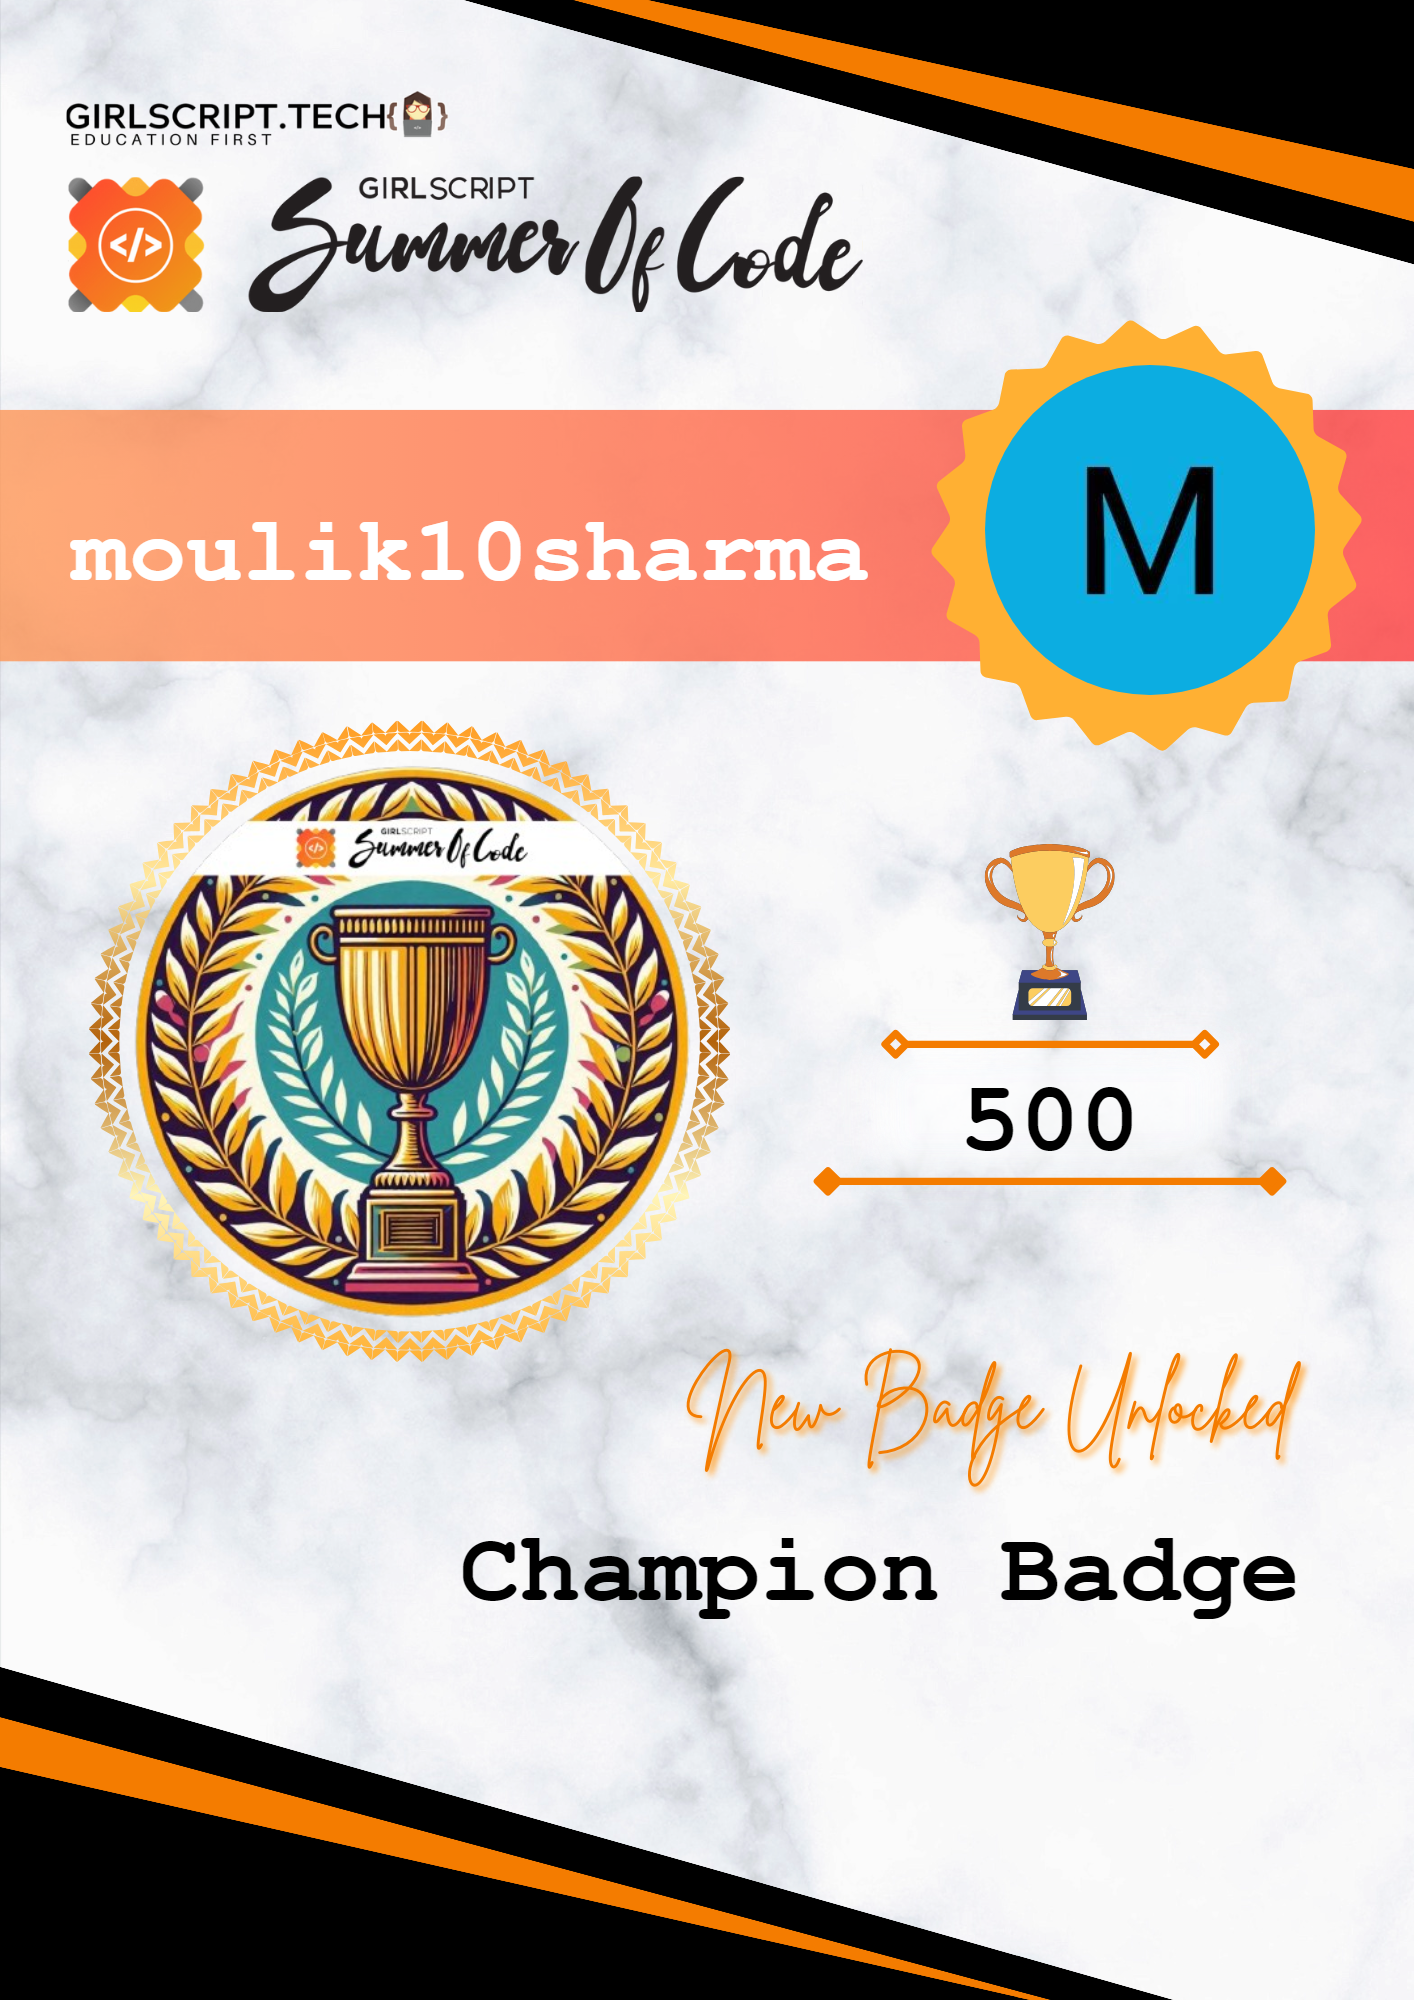 GIRLSCRIPT.TECH{ }
EDUCATION FIRST
GIRLSCRIPT
Summer Of Code
</>
moulik10sharma
M
GIRLSCRIPT
Summer Of Code
</>
500
New Badge Unlocked
Champion Badge